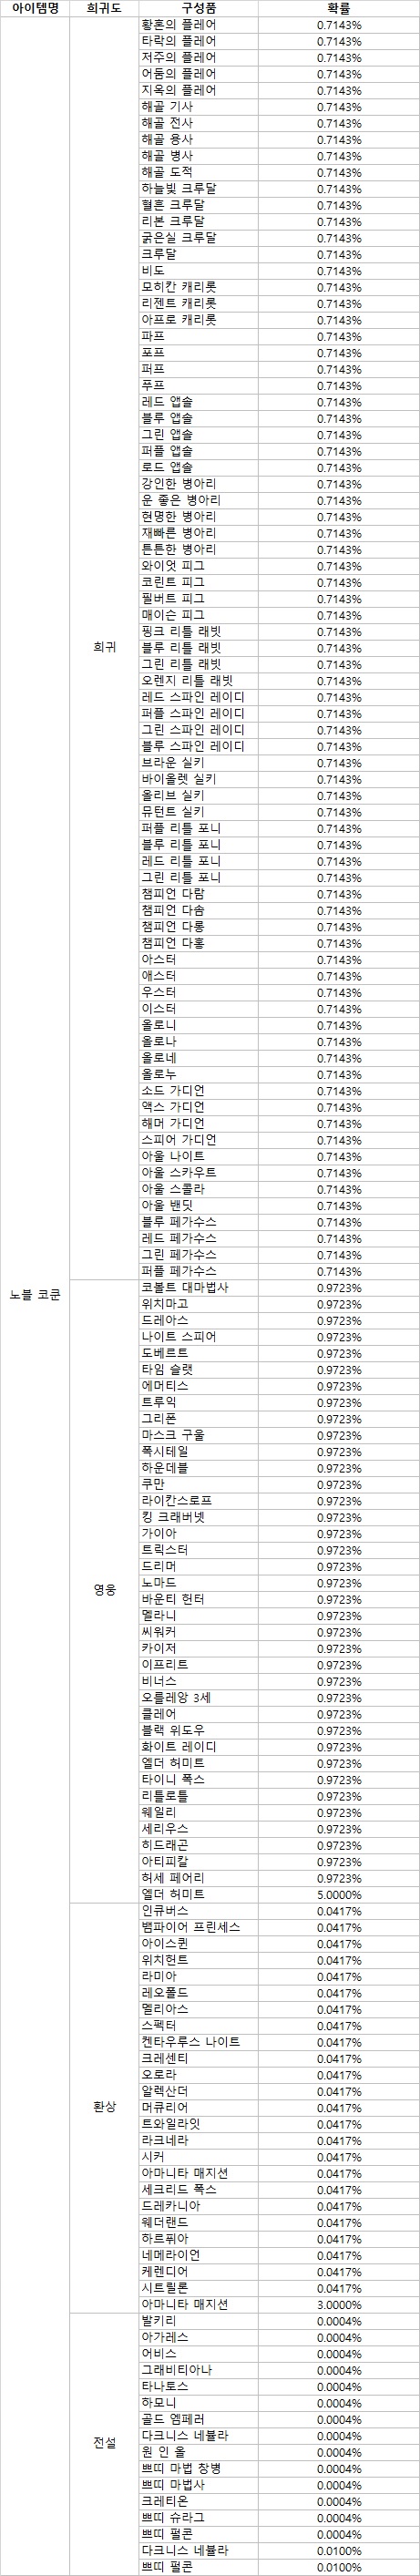 아이템명 희귀도 구성품 확률
황혼의 플레어 0.7143%
타락의 플레어 0.7143%
저주의 플레어 0.7143%
어둠의 플레어 0.7143%
지옥의 플레어 0.7143%
해골 기사 0.7143%
해골 전사 0.7143%
해골 용사 0.7143%
해골 병사 0.7143%
해골 도적 0.7143%
하늘빛 크루달 0.7143%
혈흔 크루달 0.7143%
리본 크루달 0.7143%
굵은실 크루달 0.7143%
크루달 0.7143%
비도 0.7143%
모히칸 캐리롯 0.7143%
리젠트 캐리롯 0.7143%
아프로 캐리롯 0.7143%
파프 0.7143%
포프 0.7143%
퍼프 0.7143%
푸프 0.7143%
레드 앱솔 0.7143%
블루 앱솔 0.7143%
그린 앱솔 0.7143%
퍼플 앱솔 0.7143%
로드 앱솔 0.7143%
강인한 병아리 0.7143%
운 좋은 병아리 0.7143%
현명한 병아리 0.7143%
재빠른 병아리 0.7143%
튼튼한 병아리 0.7143%
와이엇 피그 0.7143%
코린트 피그 0.7143%
필버트 피그 0.7143%
매이슨 피그 0.7143%
핑크 리틀 래빗 0.7143%
희귀 블루 리틀 래빗 0.7143%
그린 리틀 래빗 0.7143%
오렌지 리틀 래빗 0.7143%
레드 스파인 레이디 0.7143%
퍼플 스파인 레이디 0.7143%
그린 스파인 레이디 0.7143%
블루 스파인 레이디 0.7143%
브라운 실키 0.7143%
바이올렛 실키 0.7143%
올리브 실키 0.7143%
뮤턴트 실키 0.7143%
퍼플 리틀 포니 0.7143%
블루 리틀 포니 0.7143%
레드 리틀 포니 0.7143%
그린 리틀 포니 0.7143%
챔피언 다람 0.7143%
챔피언 다솜 0.7143%
챔피언 다롱 0.7143%
챔피언 다홍 0.7143%
아스터 0.7143%
애스터 0.7143%
우스터 0.7143%
이스터 0.7143%
올로니 0.7143%
올로나 0.7143%
올로네 0.7143%
올로누 0.7143%
소드 가디언 0.7143%
액스 가디언 0.7143%
해머 가디언 0.7143%
스피어 가디언 0.7143%
아울 나이트 0.7143%
아울 스카우트 0.7143%
아울 스콜라 0.7143%
아울 밴딧 0.7143%
블루 페가수스 0.7143%
레드 페가수스 0.7143%
그린 페가수스 0.7143%
퍼플 페가수스 0.7143%
노블 코쿤 코볼트 대마법사 0.9723%
위치마고 0.9723%
드레아스 0.9723%
나이트 스피어 0.9723%
도베르트 0.9723%
타임 슬랫 0.9723%
에머티스 0.9723%
트루익 0.9723%
그리폰 0.9723%
마스크 구울 0.9723%
폭시테일 0.9723%
하운데블 0.9723%
쿠만 0.9723%
라이칸스로프 0.9723%
킹 크래버넷 0.9723%
가이아 0.9723%
트릭스터 0.9723%
드리머 0.9723%
영웅 노마드 0.9723%
바운티 헌터 0.9723%
멜라니 0.9723%
씨워커 0.9723%
카이저 0.9723%
이프리트 0.9723%
비너스 0.9723%
오를레앙 3세 0.9723%
클레어 0.9723%
블랙 위도우 0.9723%
화이트 레이디 0.9723%
엘더 허미트 0.9723%
타이니 폭스 0.9723%
리틀로틀 0.9723%
웨일리 0.9723%
세리우스 0.9723%
히드래곤 0.9723%
아티피칼 0.9723%
허세 페어리 0.9723%
엘더 허미트 5.0000%
인큐버스 0.0417%
뱀파이어 프린세스 0.0417%
아이스퀸 0.0417%
위치헌트 0.0417%
라미아 0.0417%
레오폴드 0.0417%
멜리아스 0.0417%
스펙터 0.0417%
켄타우루스 나이트 0.0417%
크레센티 0.0417%
오로라 0.0417%
알렉산더 0.0417%
환상 머큐리어 0.0417%
트와일라잇 0.0417%
라크네라 0.0417%
시커 0.0417%
아마니타 매지션 0.0417%
세크리드 폭스 0.0417%
드레카니아 0.0417%
웨더랜드 0.0417%
하르퓌아 0.0417%
네메라이언 0.0417%
케렌디어 0.0417%
시트릴론 0.0417%
아마니타 매지션 3.0000%
발키리 0.0004%
아가레스 0.0004%
어비스 0.0004%
그래비티아나 0.0004%
타나토스 0.0004%
하모니 0.0004%
골드 엠페러 0.0004%
전설 다크니스 네뷸라 0.0004%
원 인 올 0.0004%
쁘띠 마법 창병 0.0004%
쁘띠 마법사 0.0004%
크레티온 0.0004%
쁘띠 슈라그 0.0004%
쁘띠 펄콘 0.0004%
다크니스 네뷸라 0.0100%
쁘띠 펄콘 0.0100%